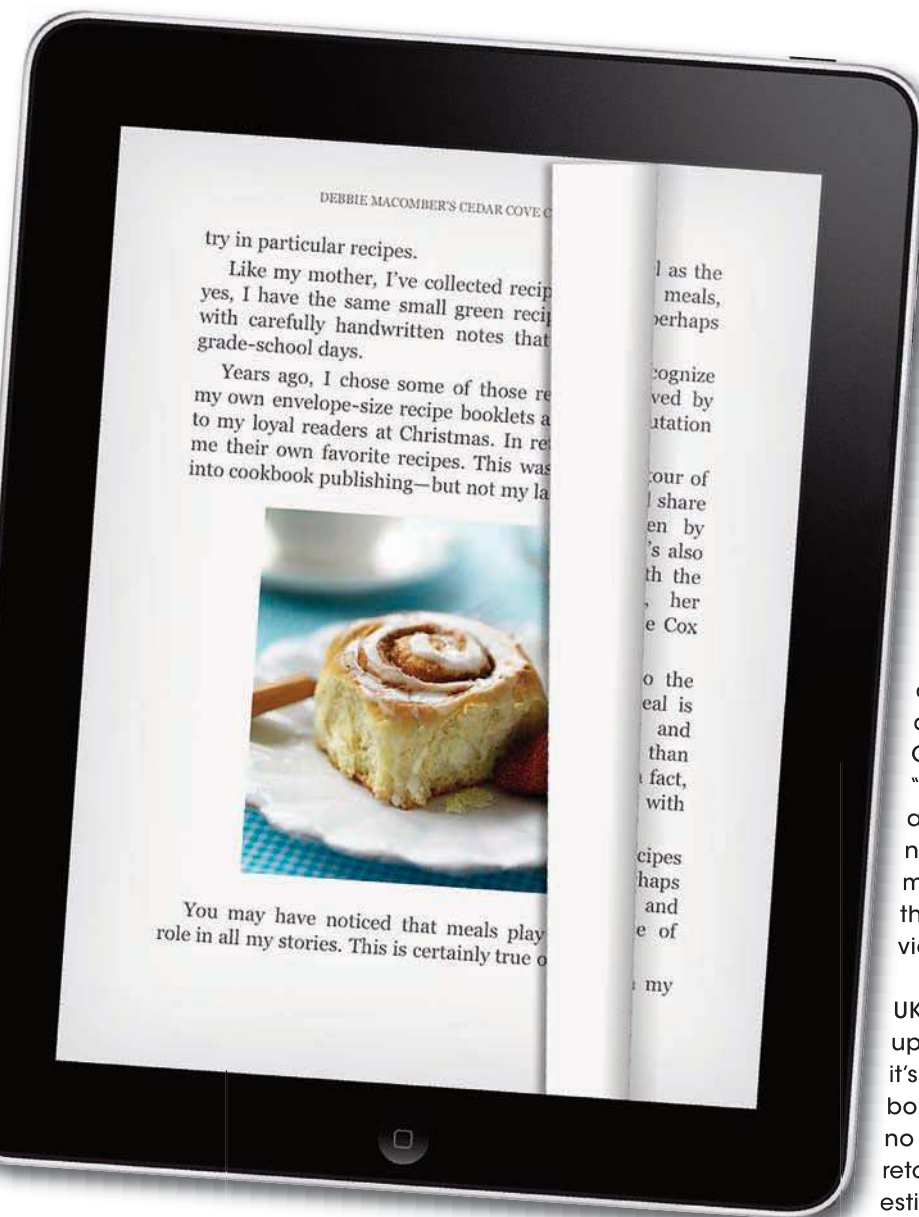 DEBBIE MACOMBER'S CEDAR COVE C
try in particular recipes.
Like my mother, I've collected recip
yes, I have the same small green recip
with carefully handwritten notes that
grade-school days.
Years ago, I chose some of those re
my own envelope-size recipe booklets a
to my loyal readers at Christmas. In re
me their own favorite recipes. This was
into cookbook publishing—but not my la
You may have noticed that meals play
role in all my stories. This is certainly true o
l as the
meals,
perhaps
cognize
ved by
utation
tour of
share
en by
's also
th the
, her
e Cox
o the
eal is
and
than
fact,
with
cipes
haps
and
e of
my
"
th
vi
UK
up
it's
bo
no
reta
esti